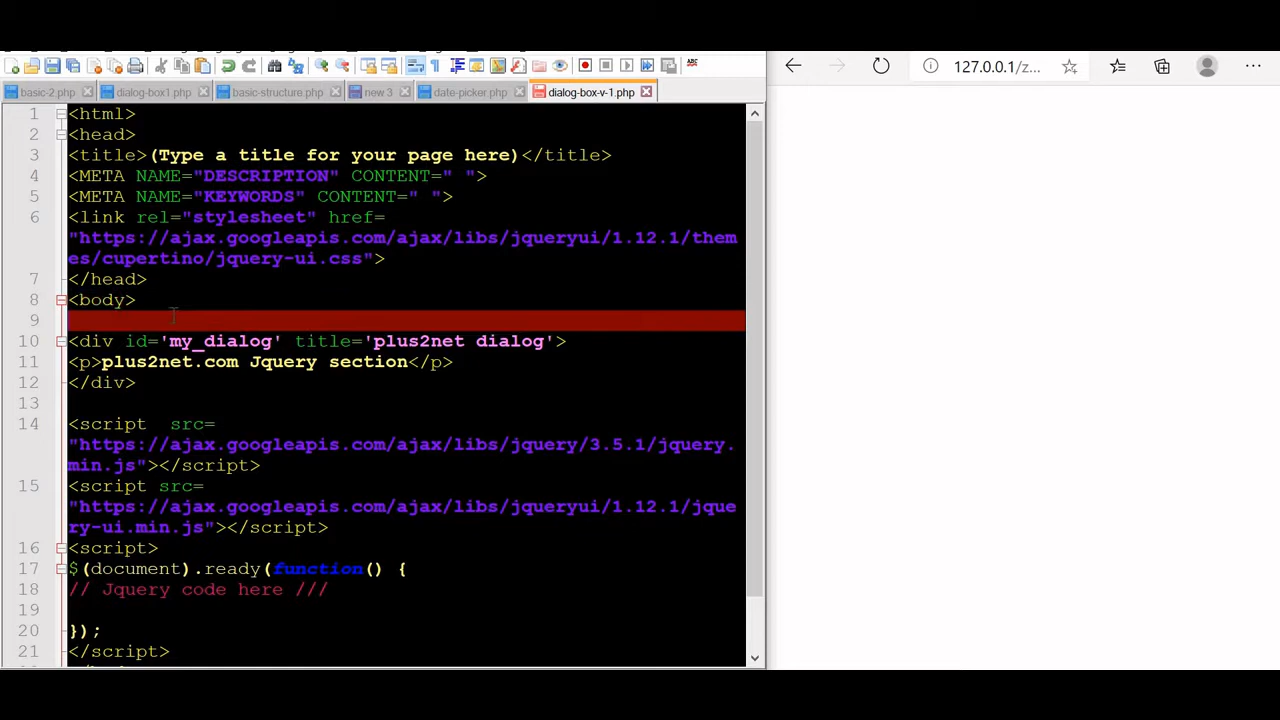 127.0.0.1/z...
basic-2.php dialog-box1.php basic-structure.php new 3 date-picker.php dialog-box-v-1.php
1 <html>
2 <head>
3 <title>(Type a title for your page here)</title>
4 <META NAME="DESCRIPTION" CONTENT=" ">
5 <META NAME="KEYWORDS" CONTENT=" ">
6 <link rel="stylesheet" href=
"https://ajax.googleapis.com/ajax/libs/jqueryui/1.12.1/them
es/cupertino/jquery-ui.css">
7 </head>
8 <body>
9
10 <div id='my_dialog' title='plus2net dialog'>
11 <p>plus2net.com Jquery section</p>
12 </div>
13
14 <script  src=
"https://ajax.googleapis.com/ajax/libs/jquery/3.5.1/jquery.
min.js"></script>
15 <script src=
"https://ajax.googleapis.com/ajax/libs/jqueryui/1.12.1/jque
ry-ui.min.js"></script>
16 <script>
17 $(document).ready(function() {
18 // Jquery code here ///
19
20 });
21 </script>